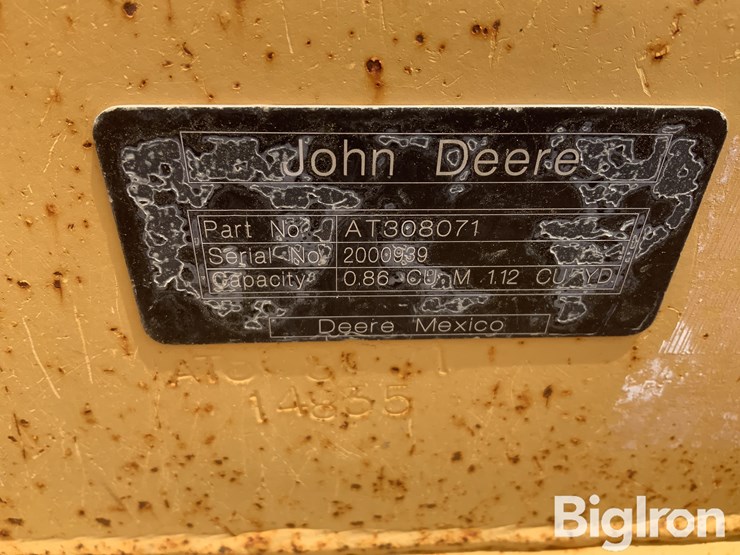 John Deere
Part No. AT308071
Serial No 2000939
Capacity 0.86 CU M 1.12 CU YD
Deere Mexico
14835
BigIron